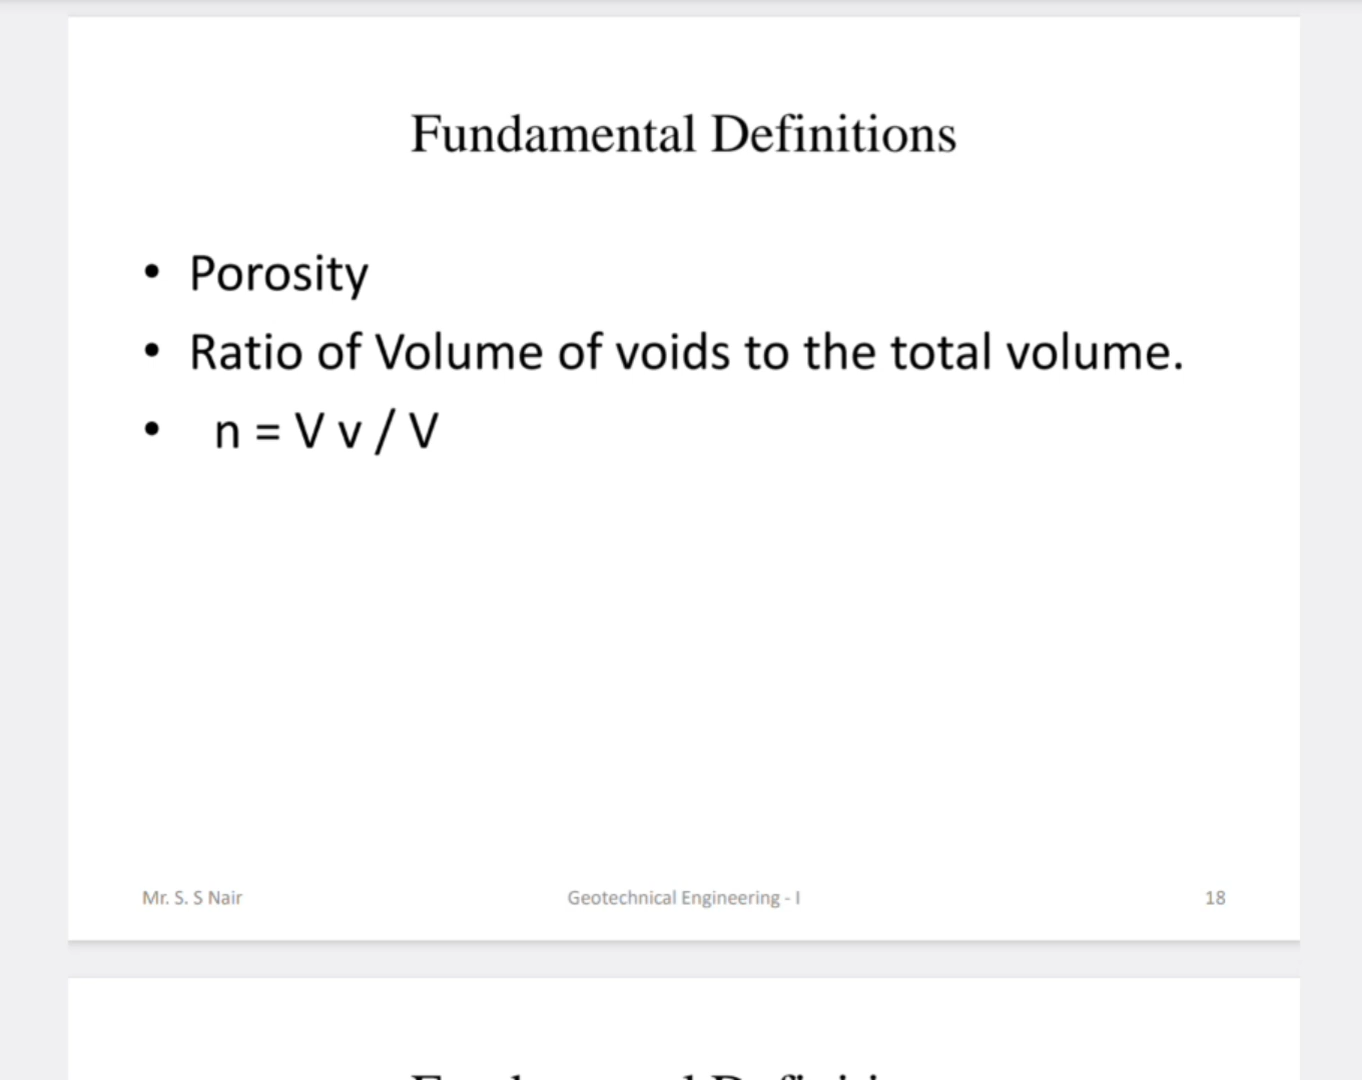 Fundamental Definitions
• Porosity
• Ratio of Volume of voids to the total volume.
• n = V v / V
Mr. S. S Nair
Geotechnical Engineering - I
18